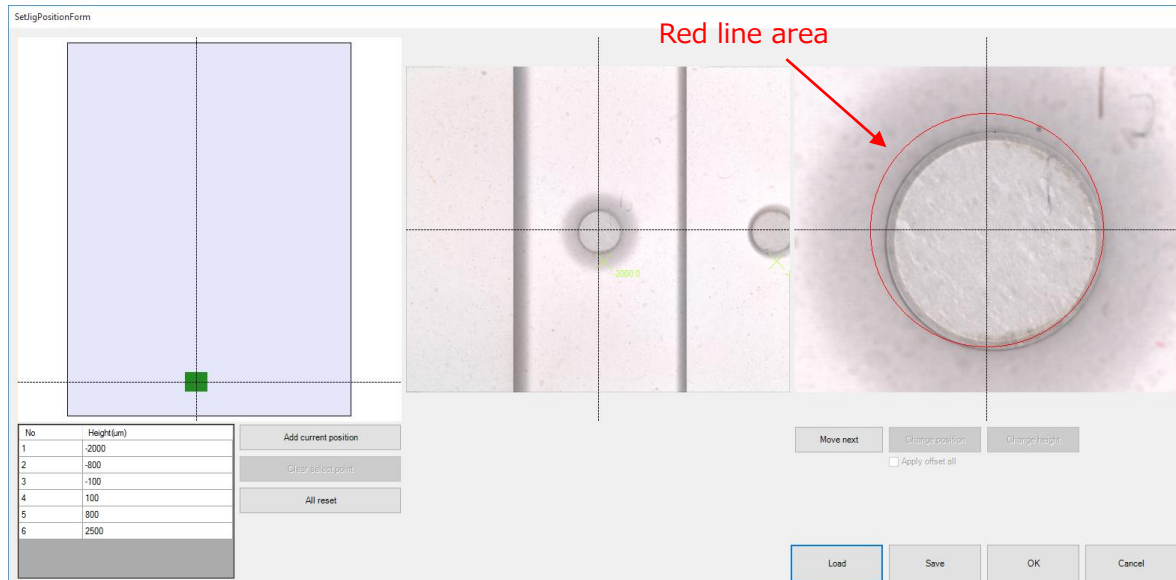 SetJigPositionForm
Red line area
-2000.0
No Height(um)
1 -2000
2 -800
3 -100
4 100
5 800
6 2500
Add current position
Clear select point
All reset
Move next
Change position
Change height
Apply offset all
Load
Save
OK
Cancel